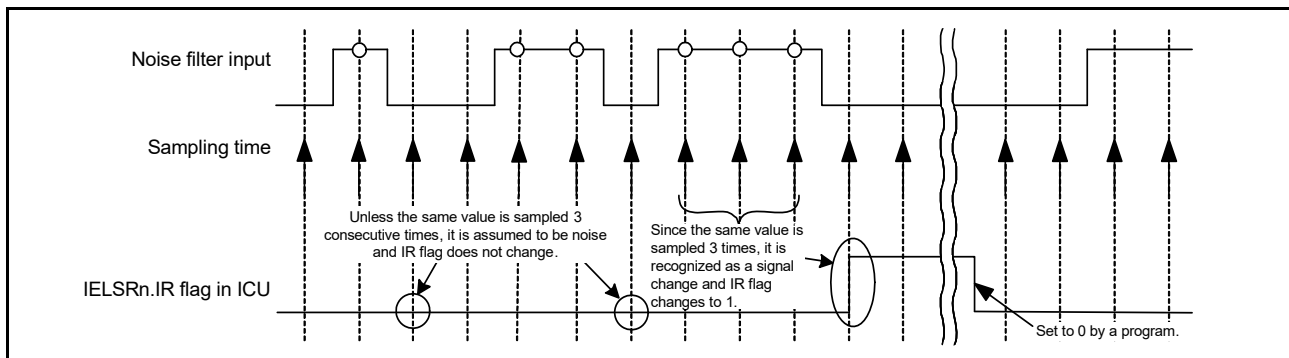 Noise filter input
Sampling time
Unless the same value is sampled 3
consecutive times, it is assumed to be noise
and IR flag does not change.
Since the same value is
sampled 3 times, it is
recognized as a signal
change and IR flag
changes to 1.
IELSRn.IR flag in ICU
Set to 0 by a program.